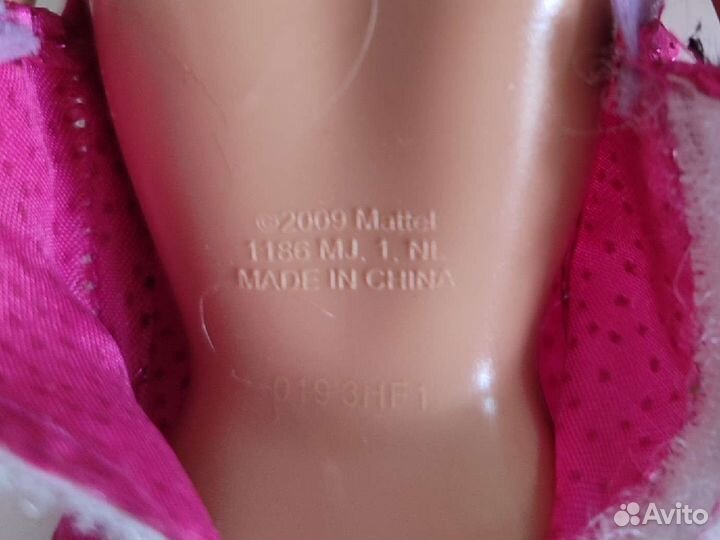 ©2009 Mattel
1186 MJ, 1, NL
MADE IN CHINA
019 3HF1
Avito